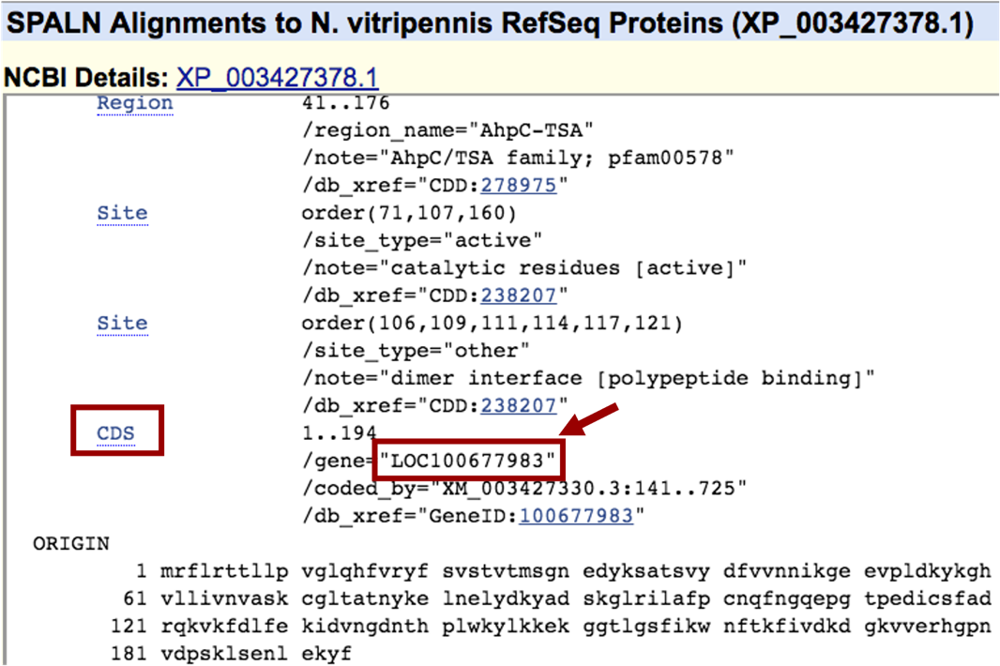 SPALN Alignments to N. vitripennis RefSeq Proteins (XP_003427378.1)
NCBI Details: XP_003427378.1
Region 41..176
/region_name="AhpC-TSA"
/note="AhpC/TSA family; pfam00578"
/db_xref="CDD:278975"
Site order(71,107,160)
/site_type="active"
/note="catalytic residues [active]"
/db_xref="CDD:238207"
Site order(106,109,111,114,117,121)
/site_type="other"
/note="dimer interface [polypeptide binding]"
/db_xref="CDD:238207"
CDS 1..194
/gene="LOC100677983"
/coded_by="XM_003427330.3:141..725"
/db_xref="GeneID:100677983"
ORIGIN
1 mrflrttllp vglqhfvryf svstvtmsgn edyksatsvy dfvvnnikge evpldkykgh
61 vllivnvask cgltatnyke lnelydkyad skglrilafp cnqfngqepg tpedicsfad
121 rqkvkfdlfe kidvngdnth plwkylkkek ggtlgsfikw nftkfivdkd gkvverhgpn
181 vdpsklsenl ekyf